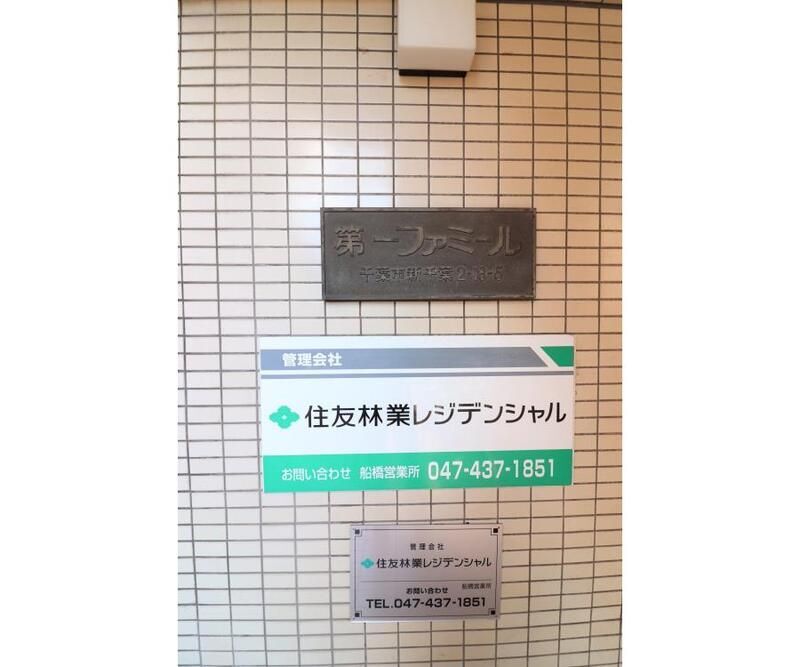 第一ファミール
千葉市新千葉2-13-5
管理会社
住友林業レジデンシャル
お問い合わせ 船橋営業所 047-437-1851
管理会社
住友林業レジデンシャル
船橋営業所
お問い合わせ
TEL.047-437-1851